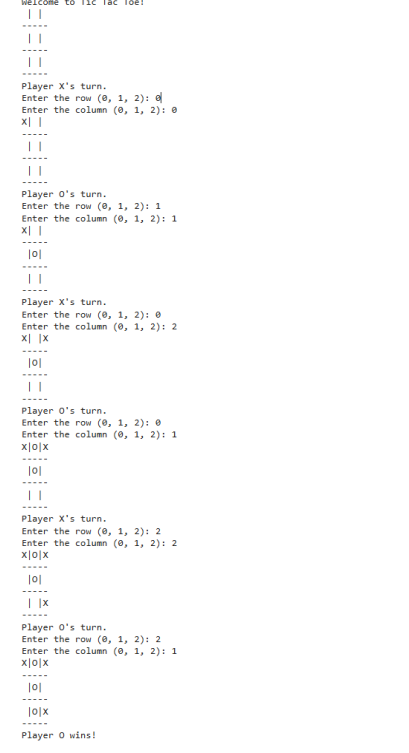 Welcome to Tic Tac Toe!
 | |
-----
 | |
-----
 | |
-----
Player X's turn.
Enter the row (0, 1, 2): 0
Enter the column (0, 1, 2): 0
X| |
-----
 | |
-----
 | |
-----
Player O's turn.
Enter the row (0, 1, 2): 1
Enter the column (0, 1, 2): 1
X| |
-----
 |O|
-----
 | |
-----
Player X's turn.
Enter the row (0, 1, 2): 0
Enter the column (0, 1, 2): 2
X| |X
-----
 |O|
-----
 | |
-----
Player O's turn.
Enter the row (0, 1, 2): 0
Enter the column (0, 1, 2): 1
X|O|X
-----
 |O|
-----
 | |
-----
Player X's turn.
Enter the row (0, 1, 2): 2
Enter the column (0, 1, 2): 2
X|O|X
-----
 |O|
-----
 | |X
-----
Player O's turn.
Enter the row (0, 1, 2): 2
Enter the column (0, 1, 2): 1
X|O|X
-----
 |O|
-----
 |O|X
-----
Player O wins!